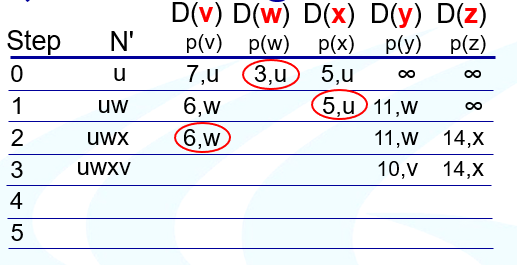 D(v) D(w) D(x) D(y) D(z)
Step N' p(v) p(w) p(x) p(y) p(z)
0 u 7,u 3,u 5,u ∞ ∞
1 uw 6,w 5,u 11,w ∞
2 uwx 6,w 11,w 14,x
3 uwxv 10,v 14,x
4
5